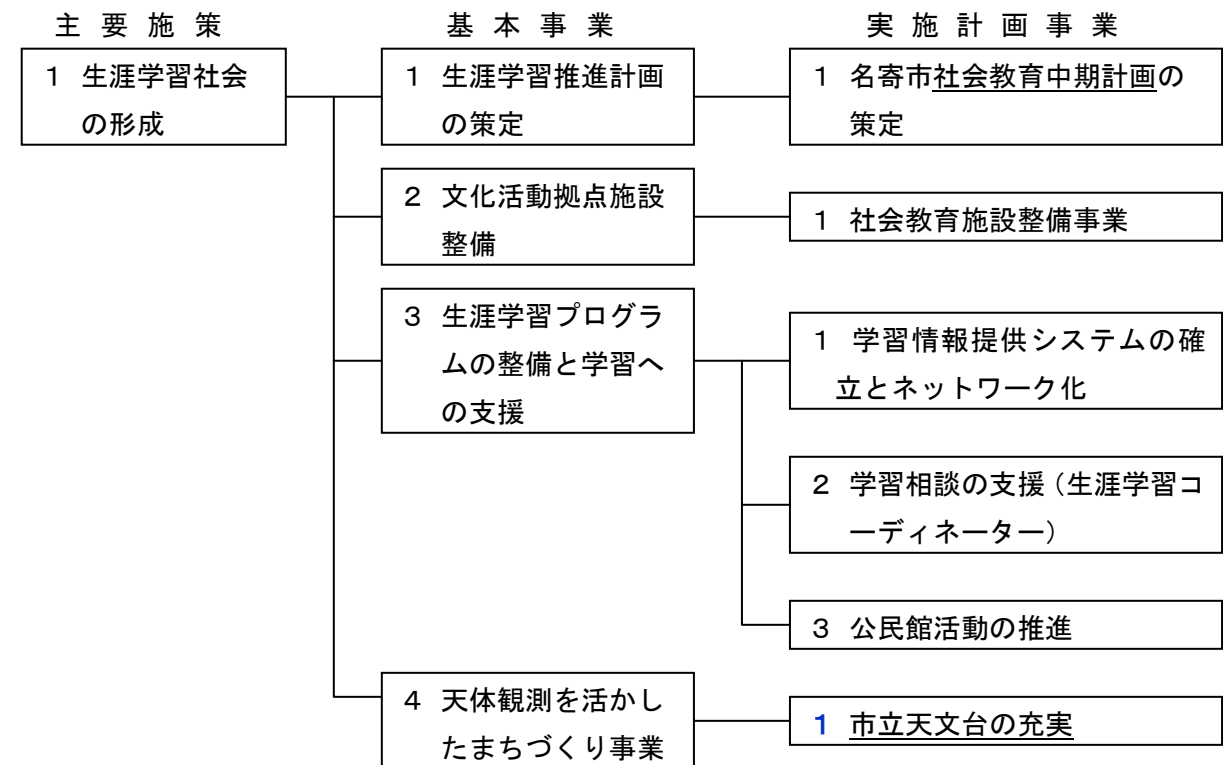 主要施策
基本事業
実施計画事業
1 生涯学習社会
の形成
1 生涯学習推進計画
の策定
1 名寄市社会教育中期計画の
策定
2 文化活動拠点施設
整備
1 社会教育施設整備事業
3 生涯学習プログラ
ムの整備と学習へ
の支援
1 学習情報提供システムの確
立とネットワーク化
2 学習相談の支援（生涯学習コ
ーディネーター）
3 公民館活動の推進
4 天体観測を活かし
たまちづくり事業
1 市立天文台の充実